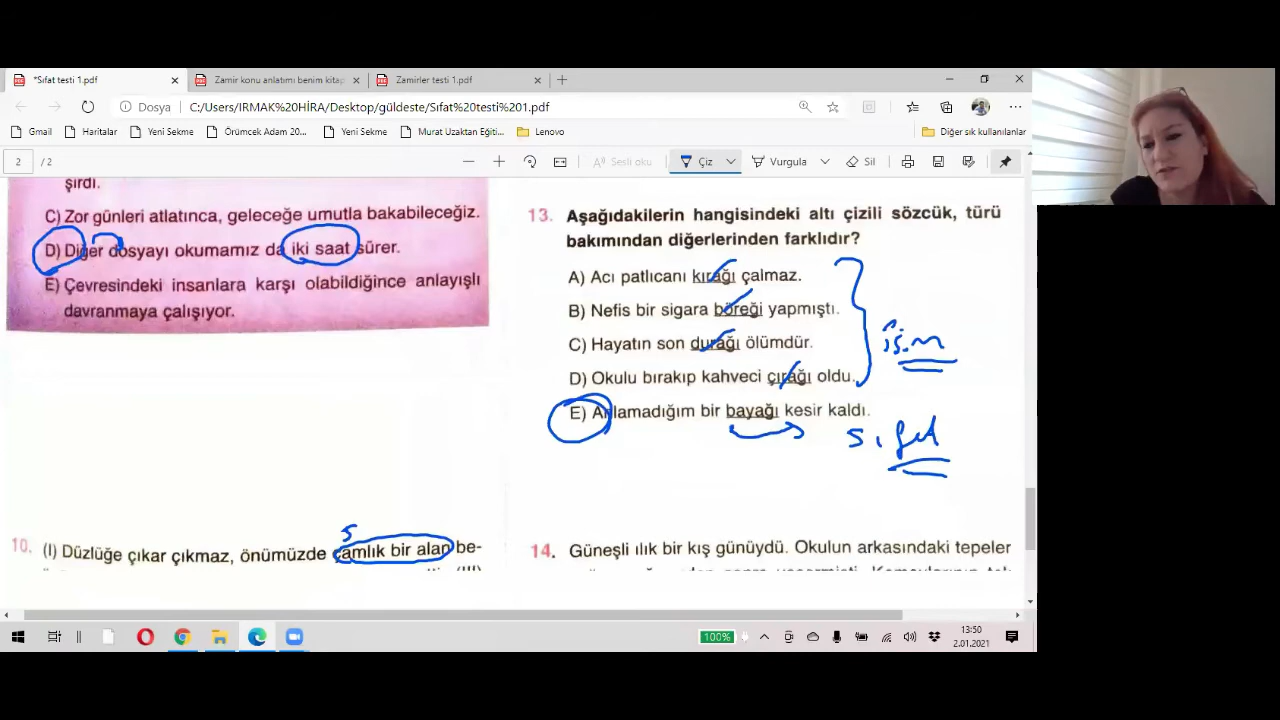 *Sıfat testi 1.pdf
Zamir konu anlatımı benim kitap
Zamirler testi 1.pdf
Dosya
C:/Users/IRMAK%20HİRA/Desktop/güldeste/Sıfat%20testi%201.pdf
Gmail
Haritalar
Yeni Sekme
Örümcek Adam 20...
Yeni Sekme
Murat Uzaktan Eğiti...
Lenovo
Diğer sık kullanılanlar
2 / 2
Sesli oku
Çiz
Vurgula
Sil
şırdı.
C) Zor günleri atlatınca, geleceğe umutla bakabileceğiz.
D) Diğer dosyayı okumamız da iki saat sürer.
E) Çevresindeki insanlara karşı olabildiğince anlayışlı
davranmaya çalışıyor.
10. (I) Düzlüğe çıkar çıkmaz, önümüzde çamlık bir alan be-
s
13. Aşağıdakilerin hangisindeki altı çizili sözcük, türü
bakımından diğerlerinden farklıdır?
A) Acı patlıcanı kırağı çalmaz.
B) Nefis bir sigara böreği yapmıştı.
C) Hayatın son durağı ölümdür.
D) Okulu bırakıp kahveci çırağı oldu.
E) Anlamadığım bir bayağı kesir kaldı.
isim
sıfat
14. Güneşli ılık bir kış günüydü. Okulun arkasındaki tepeler
100%
13:50
2.01.2021